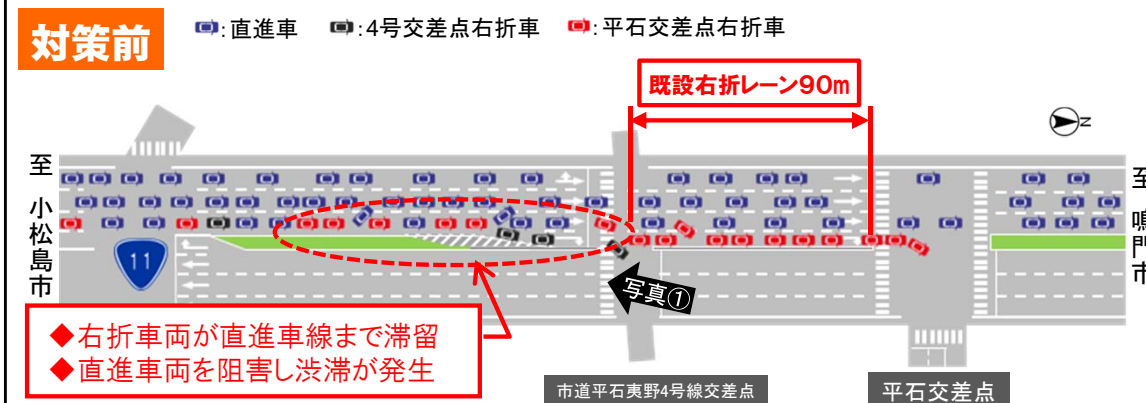 対策前
:直進車 :4号交差点右折車 :平石交差点右折車
既設右折レーン90m
N
至 小松島市
至 鳴門市
11
写真①
◆右折車両が直進車線まで滞留
◆直進車両を阻害し渋滞が発生
市道平石夷野4号線交差点
平石交差点